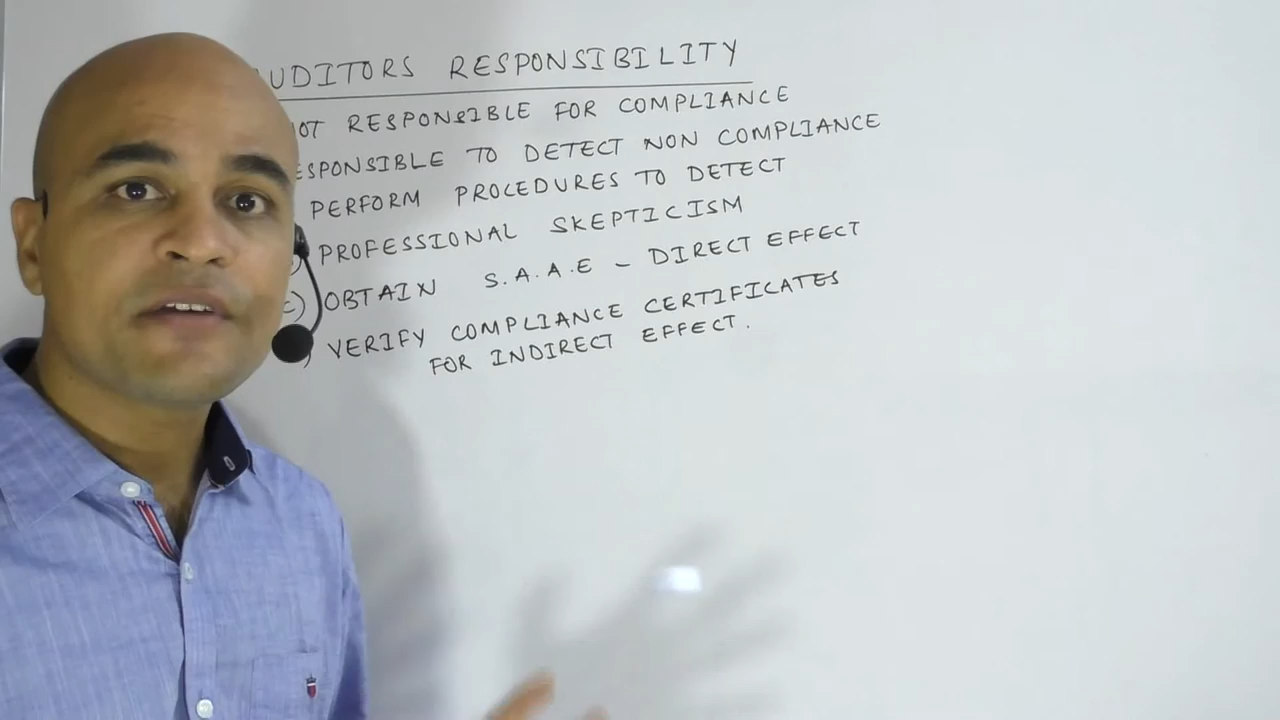 UDITORS RESPONSIBILITY
OT RESPONSIBLE FOR COMPLIANCE
ESPONSIBLE TO DETECT NON COMPLIANCE
PERFORM PROCEDURES TO DETECT
) PROFESSIONAL SKEPTICISM
c) OBTAIN S.A.A.E - DIRECT EFFECT
) VERIFY COMPLIANCE CERTIFICATES
FOR INDIRECT EFFECT.